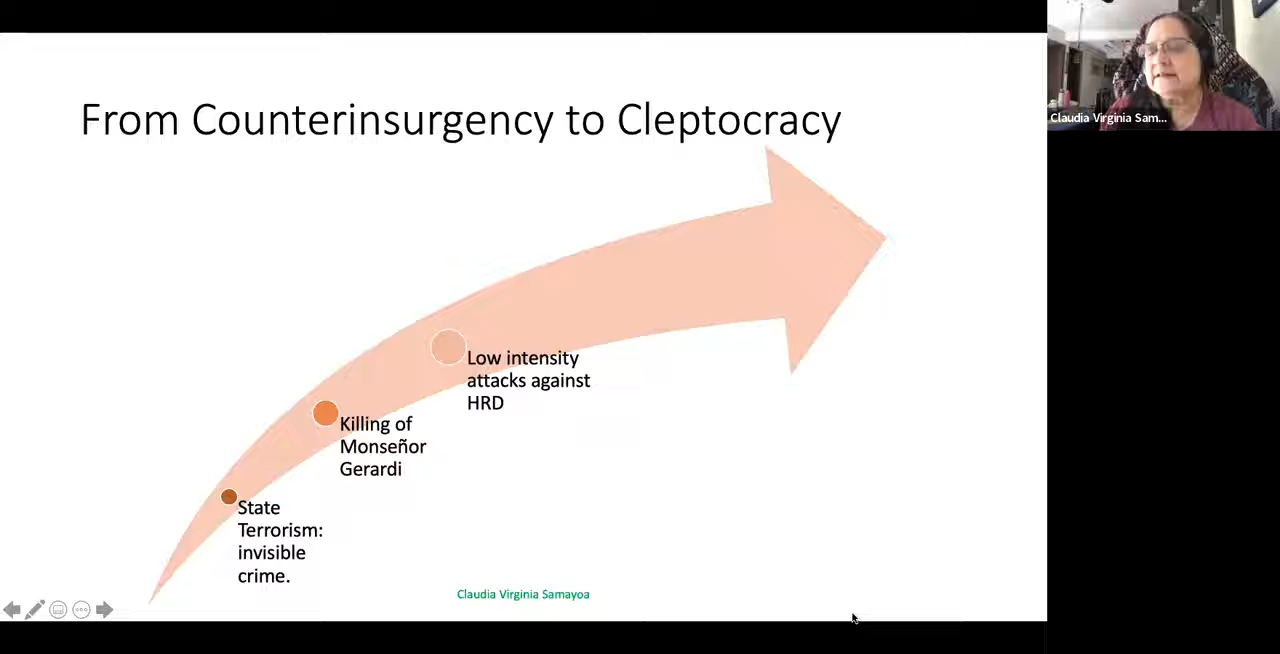 From Counterinsurgency to Cleptocracy
Low intensity
attacks against
HRD
Killing of
Monseñor
Gerardi
State
Terrorism:
invisible
crime.
Claudia Virginia Samayoa
Claudia Virginia Sam...